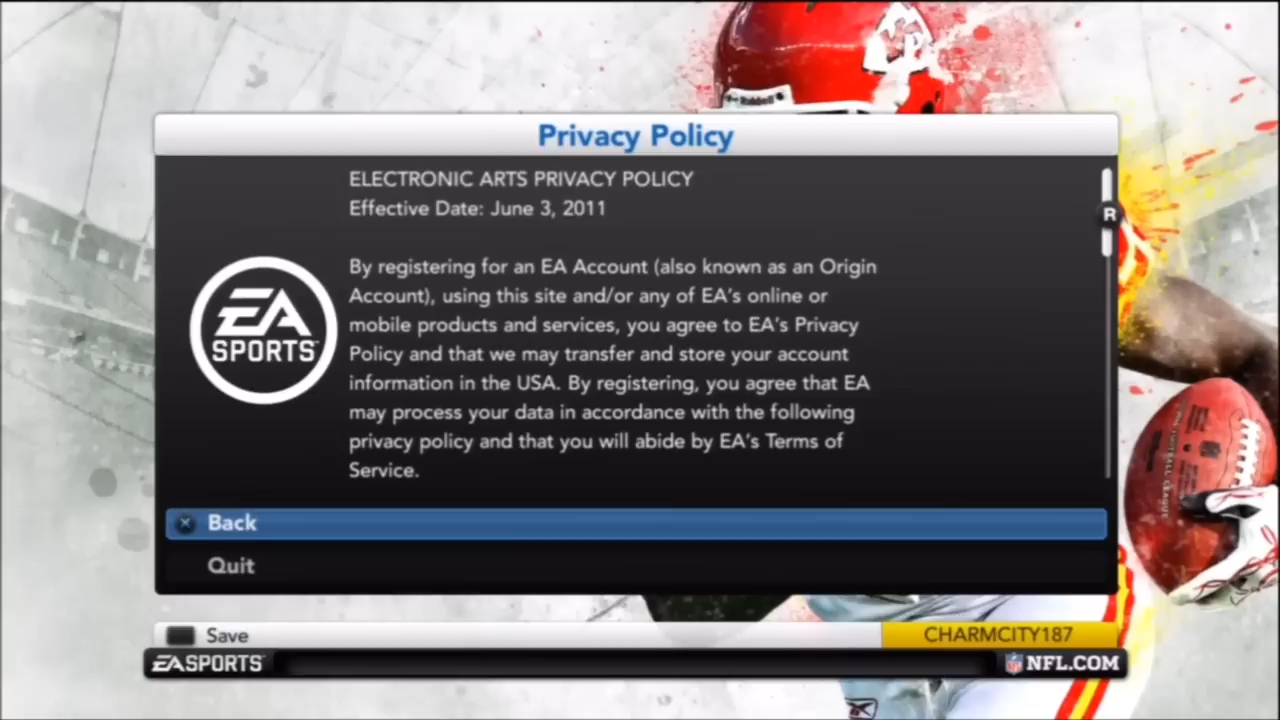 Riddell
Privacy Policy
ELECTRONIC ARTS PRIVACY POLICY
Effective Date: June 3, 2011
R
By registering for an EA Account (also known as an Origin
Account), using this site and/or any of EA's online or
mobile products and services, you agree to EA's Privacy
Policy and that we may transfer and store your account
information in the USA. By registering, you agree that EA
may process your data in accordance with the following
privacy policy and that you will abide by EA's Terms of
Service.
EA
SPORTS
Back
Quit
Save
CHARMCITY187
EA SPORTS
NFL.COM